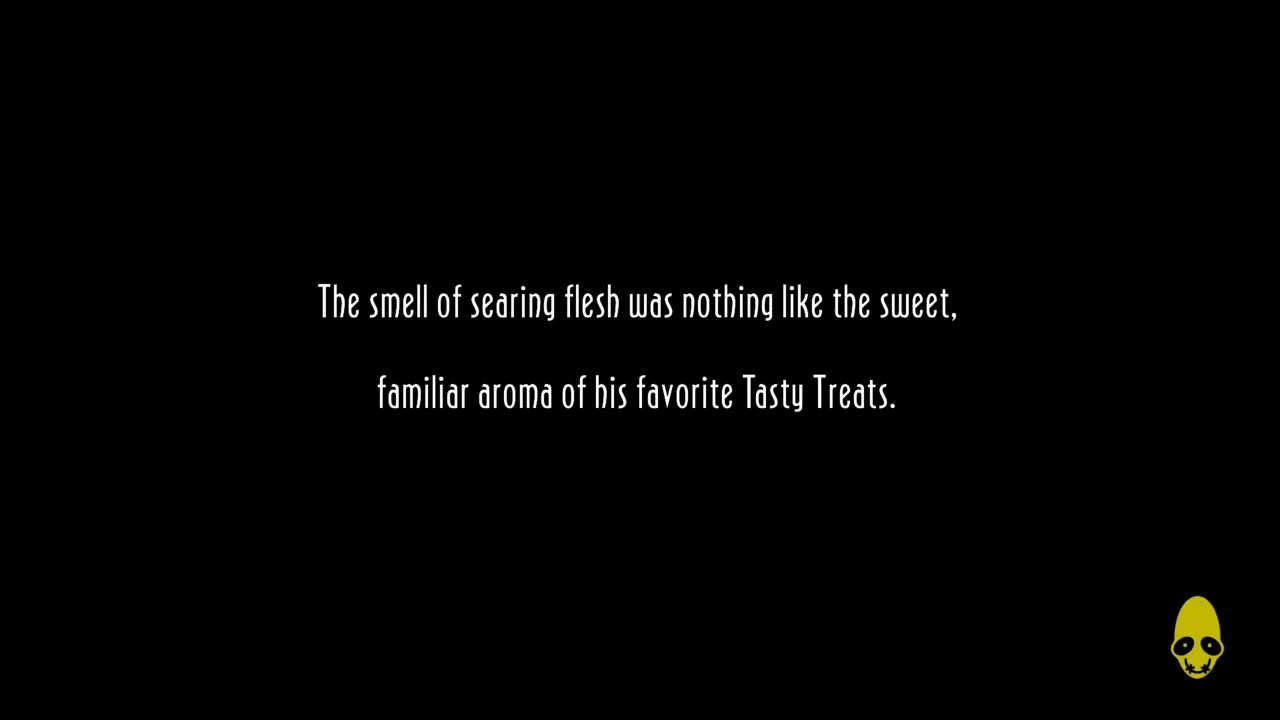 The smell of searing flesh was nothing like the sweet,
familiar aroma of his favorite Tasty Treats.